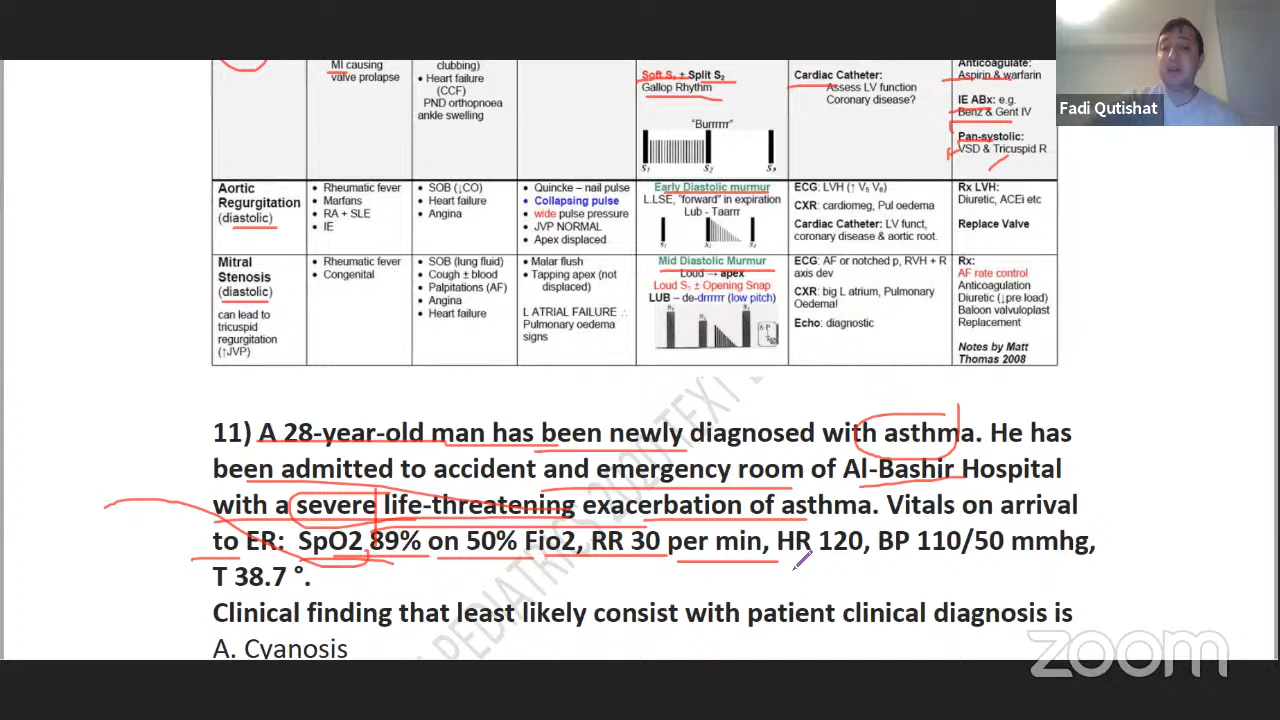 MI causing
valve prolapse
clubbing)
• Heart failure
(CCF)
PND orthopnoea
ankle swelling
Soft S₁ ± Split S₂
Gallop Rhythm
"Burrrrrr"
S₁ S₂ S₁
Cardiac Catheter:
Assess LV function
Coronary disease?
Anticoagulate:
Aspirin & warfarin
IE ABx: e.g.
Benz & Gent IV
Pan-systolic:
VSD & Tricuspid R
Aortic
Regurgitation
(diastolic)
• Rheumatic fever
• Marfans
• RA + SLE
• IE
• SOB (↓CO)
• Heart failure
• Angina
• Quincke – nail pulse
• Collapsing pulse
• wide pulse pressure
• JVP NORMAL
• Apex displaced
Early Diastolic murmur
L.LSE, "forward" in expiration
Lub - Taarrr
S₁ S₂ S₁
ECG: LVH (↑ V₅ V₆)
CXR: cardiomeg, Pul oedema
Cardiac Catheter: LV funct,
coronary disease & aortic root.
Rx LVH:
Diuretic, ACEi etc
Replace Valve
Mitral
Stenosis
(diastolic)
can lead to
tricuspid
regurgitation
(↑JVP)
• Rheumatic fever
• Congenital
• SOB (lung fluid)
• Cough ± blood
• Palpitations (AF)
• Angina
• Heart failure
• Malar flush
• Tapping apex (not
displaced)
L ATRIAL FAILURE ∴
Pulmonary oedema
signs
Mid Diastolic Murmur
Loud → apex
Loud S₁ ± Opening Snap
LUB – de-drrrrrr (low pitch)
ECG: AF or notched p, RVH + R
axis dev
CXR: big L atrium, Pulmonary
Oedema!
Echo: diagnostic
Rx:
AF rate control
Anticoagulation
Diuretic (↓pre load)
Baloon valvuloplast
Replacement
Notes by Matt
Thomas 2008
Fadi Qutishat
11) A 28-year-old man has been newly diagnosed with asthma. He has
been admitted to accident and emergency room of Al-Bashir Hospital
with a severe life-threatening exacerbation of asthma. Vitals on arrival
to ER: SpO2 89% on 50% Fio2, RR 30 per min, HR 120, BP 110/50 mmhg,
T 38.7 °.
Clinical finding that least likely consist with patient clinical diagnosis is
A. Cyanosis
zoom